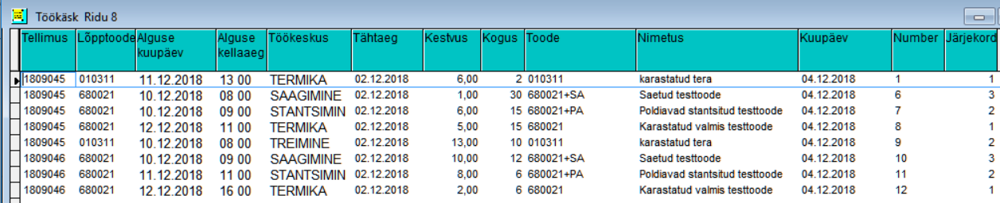 Töökäsk Ridu 8
Tellimus Lõpptoode Alguse kuupäev Alguse kellaaeg Töökeskus Tähtaeg Kestvus Kogus Toode Nimetus Kuupäev Number Järjekord
1809045 010311 11.12.2018 13 00 TERMIKA 02.12.2018 6,00 2 010311 karastatud tera 04.12.2018 1 1
1809045 680021 10.12.2018 08 00 SAAGIMINE 02.12.2018 1,00 30 680021+SA Saetud testtoode 04.12.2018 6 3
1809045 680021 10.12.2018 09 00 STANTSIMIN 02.12.2018 6,00 15 680021+PA Poldiavad stantsitud testtoode 04.12.2018 7 2
1809045 680021 12.12.2018 11 00 TERMIKA 02.12.2018 5,00 15 680021 Karastatud valmis testtoode 04.12.2018 8 1
1809045 010311 10.12.2018 08 00 TREIMINE 02.12.2018 13,00 10 010311 karastatud tera 04.12.2018 9 2
1809046 680021 10.12.2018 09 00 SAAGIMINE 02.12.2018 10,00 12 680021+SA Saetud testtoode 04.12.2018 10 3
1809046 680021 11.12.2018 11 00 STANTSIMIN 02.12.2018 8,00 6 680021+PA Poldiavad stantsitud testtoode 04.12.2018 11 2
1809046 680021 12.12.2018 16 00 TERMIKA 02.12.2018 2,00 6 680021 Karastatud valmis testtoode 04.12.2018 12 1